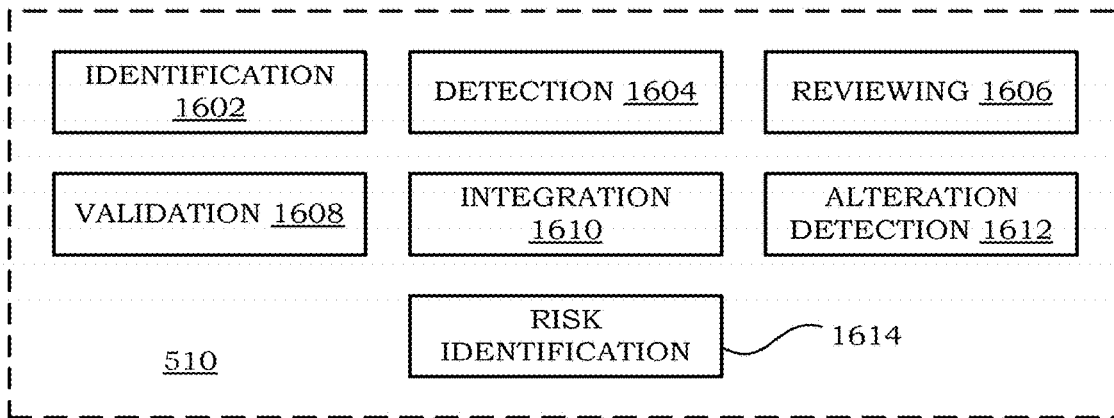 IDENTIFICATION
1602
DETECTION 1604
REVIEWING 1606
VALIDATION 1608
INTEGRATION
1610
ALTERATION
DETECTION 1612
RISK
IDENTIFICATION
1614
510